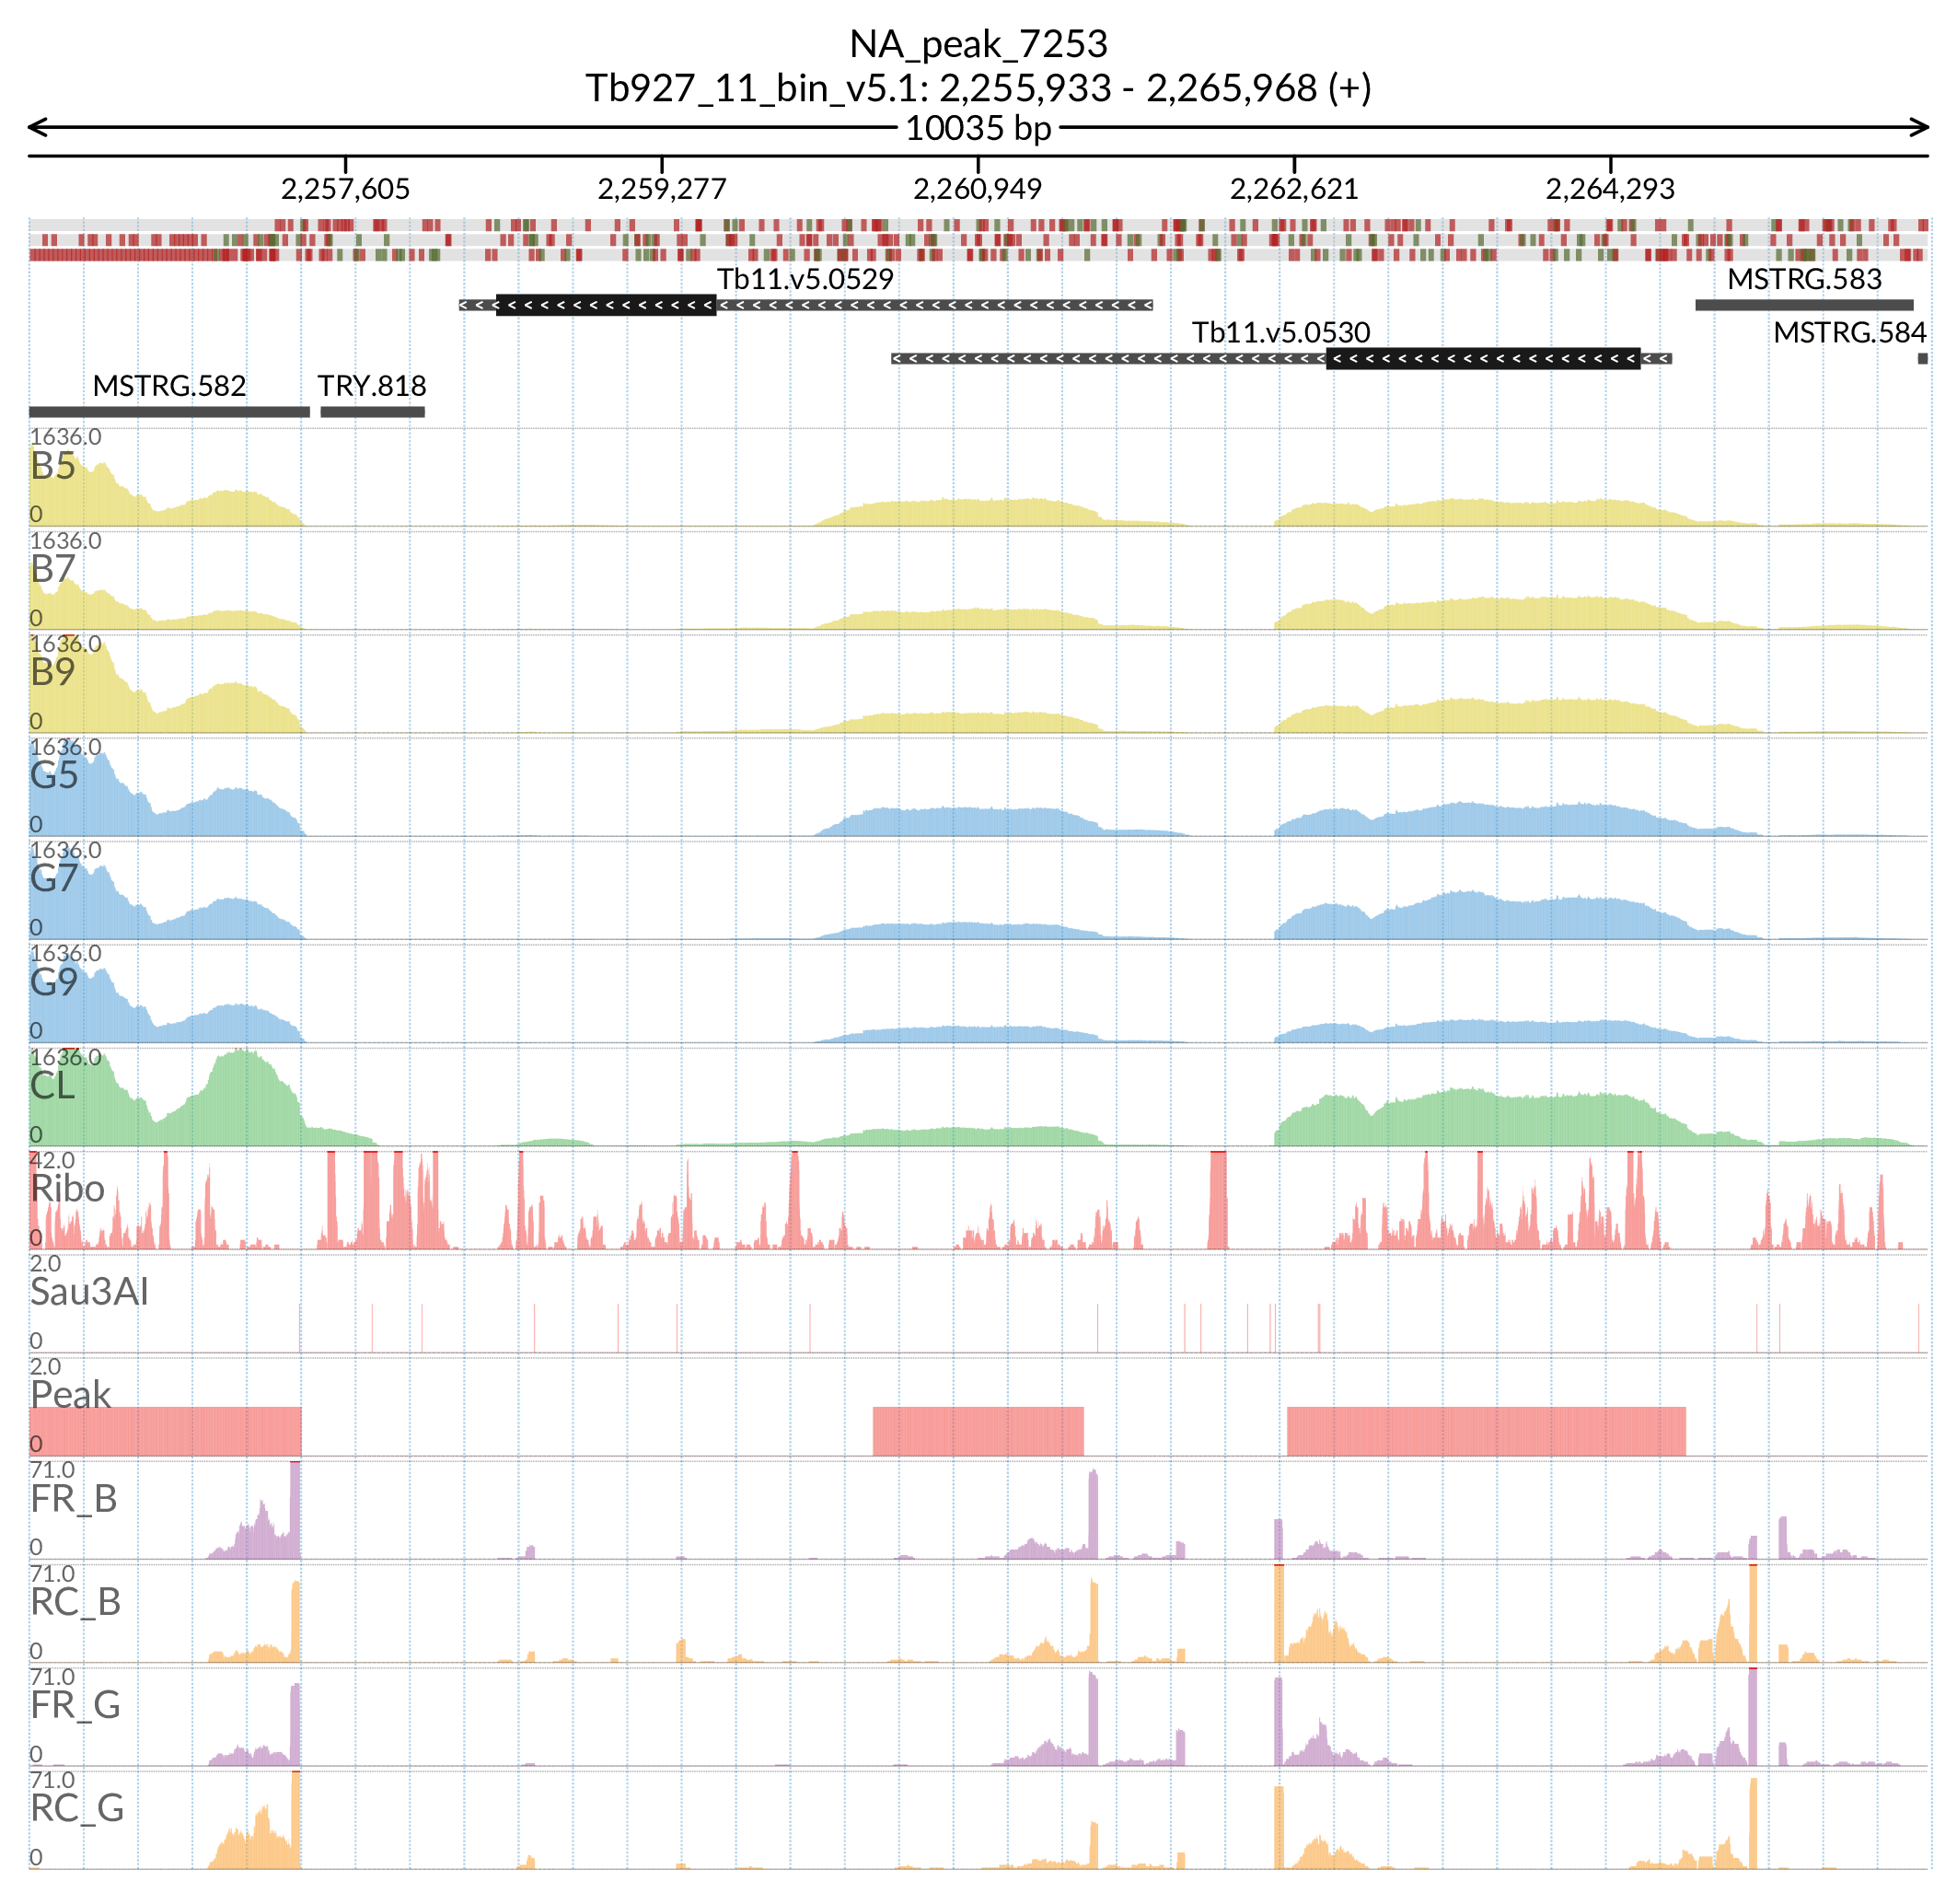 NA_peak_7253
Tb927_11_bin_v5.1: 2,255,933 - 2,265,968 (+)
10035 bp
2,257,605 2,259,277 2,260,949 2,262,621 2,264,293
Tb11.v5.0529 MSTRG.583
Tb11.v5.0530 MSTRG.584
MSTRG.582 TRY.818
1636.0
B5
0
1636.0
B7
0
1636.0
B9
0
1636.0
G5
0
1636.0
G7
0
1636.0
G9
0
1636.0
CL
0
42.0
Ribo
0
2.0
Sau3AI
0
2.0
Peak
0
71.0
FR_B
0
71.0
RC_B
0
71.0
FR_G
0
71.0
RC_G
0